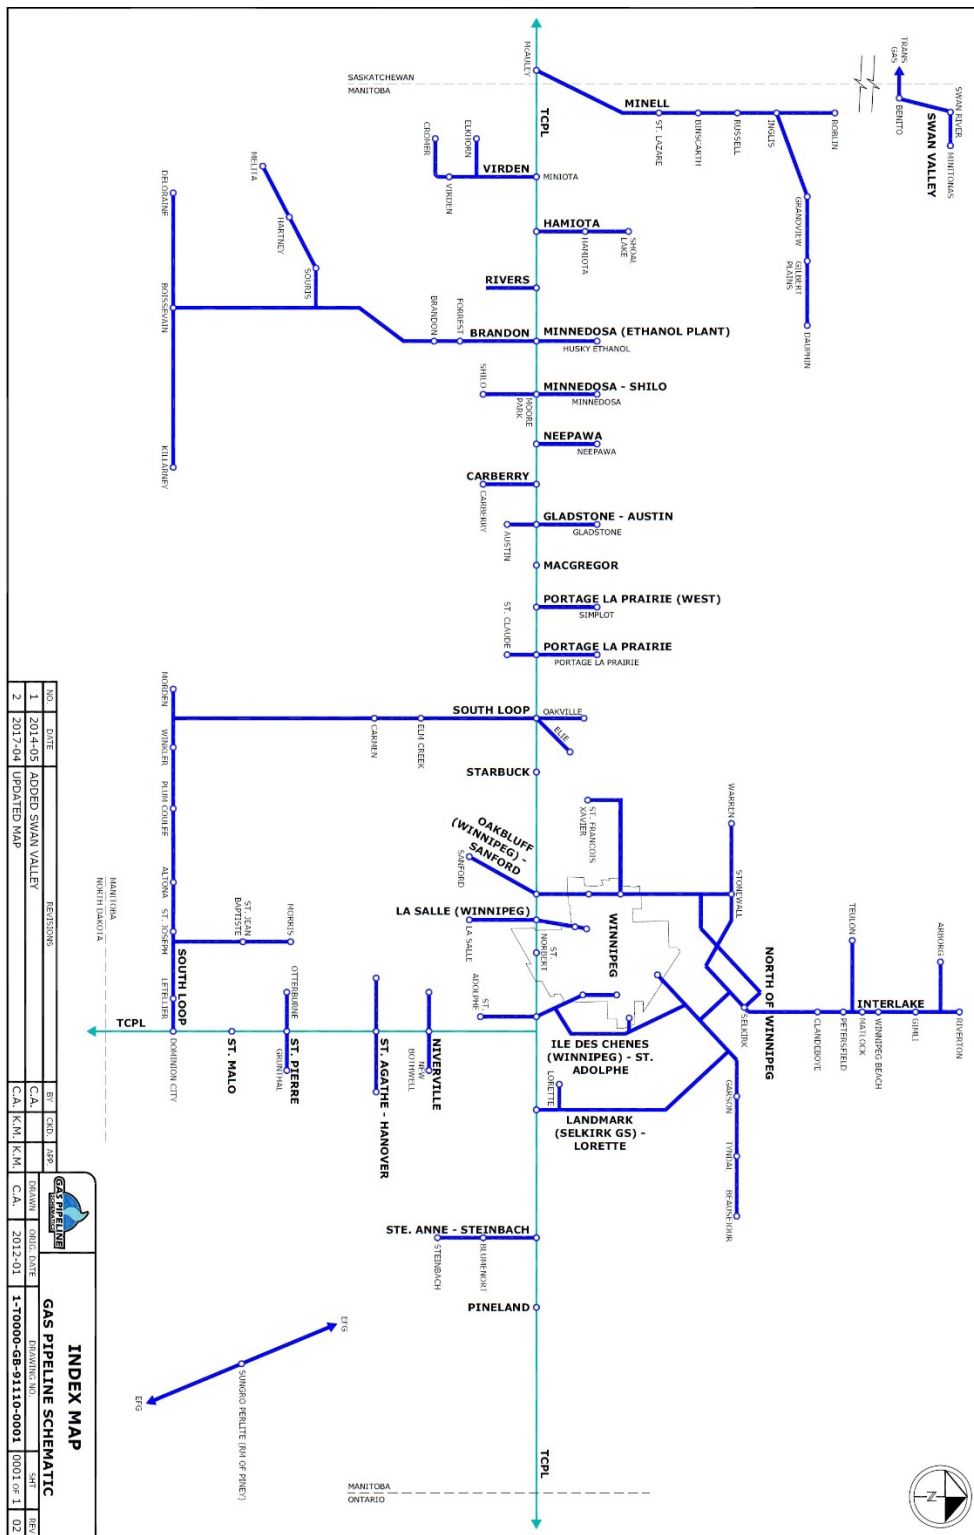 TRANS
GAS
BENITO
SWAN RIVER
MINITONAS
SWAN VALLEY
McAULEY
SASKATCHEWAN
MANITOBA
TCPL
MINELL
ST. LAZARE
BINSCARTH
RUSSELL
INGLIS
ROBLIN
GRANDVIEW
GILBERT
PLAINS
DAUPHIN
CROMER
ELKHORN
VIRDEN
VIRDEN
MINIOTA
HAMIOTA
HAMIOTA
SHOAL
LAKE
RIVERS
MELITA
HARTNEY
SOURIS
DELORAINE
BOISSEVAIN
KILLARNEY
BRANDON
FORREST
BRANDON
MINNEDOSA (ETHANOL PLANT)
HUSKY ETHANOL
MINNEDOSA - SHILO
MINNEDOSA
SHILO
MOORE
PARK
NEEPAWA
NEEPAWA
CARBERRY
CARBERRY
GLADSTONE - AUSTIN
GLADSTONE
AUSTIN
MACGREGOR
PORTAGE LA PRAIRIE (WEST)
SIMPLOT
PORTAGE LA PRAIRIE
PORTAGE LA PRAIRIE
ST. CLAUDE
SOUTH LOOP
OAKVILLE
ELIE
ELM CREEK
CARMEN
MORDEN
WINKLER
PLUM COULEE
ALTONA
ST. JOSEPH
LETELLIER
DOMINION CITY
SOUTH LOOP
STARBUCK
OAKBLUFF
(WINNIPEG) -
SANFORD
SANFORD
ST. FRANCOIS
XAVIER
WARREN
STONEWALL
LA SALLE (WINNIPEG)
LA SALLE
WINNIPEG
ST.
NORBERT
ST.
ADOLPHE
NORTH OF WINNIPEG
SELKIRK
TEULON
ARBORG
INTERLAKE
CLANDEBOYE
PETERSFIELD
MATLOCK
WINNIPEG BEACH
GIMLI
RIVERTON
ILE DES CHENES
(WINNIPEG) - ST.
ADOLPHE
LORETTE
LANDMARK
(SELKIRK GS) -
LORETTE
GARSON
TYNDAL
BEAUSEJOUR
MORRIS
ST. JEAN
BAPTISTE
MANITOBA
NORTH DAKOTA
TCPL
ST. MALO
OTTERBURNE
ST. PIERRE
GRUNTHAL
ST. AGATHE - HANOVER
NIVERVILLE
NEW
BOTHWELL
STE. ANNE - STEINBACH
BLUMENORT
STEINBACH
PINELAND
EFG
SUNGRO PERLITE (RM OF PINEY)
EFG
TCPL
MANITOBA
ONTARIO
N
NO. DATE REVISIONS BY CKD. APP.
1 2014-05 ADDED SWAN VALLEY C.A. K.M.
2 2017-04 UPDATED MAP C.A. K.M. K.M.
GAS PIPELINE
SCHEMATICS
INDEX MAP
GAS PIPELINE SCHEMATIC
DRAWN ORIG. DATE DRAWING NO. SHT REV
C.A. 2012-01 1-T0000-GB-91110-0001 0001 OF 1 02